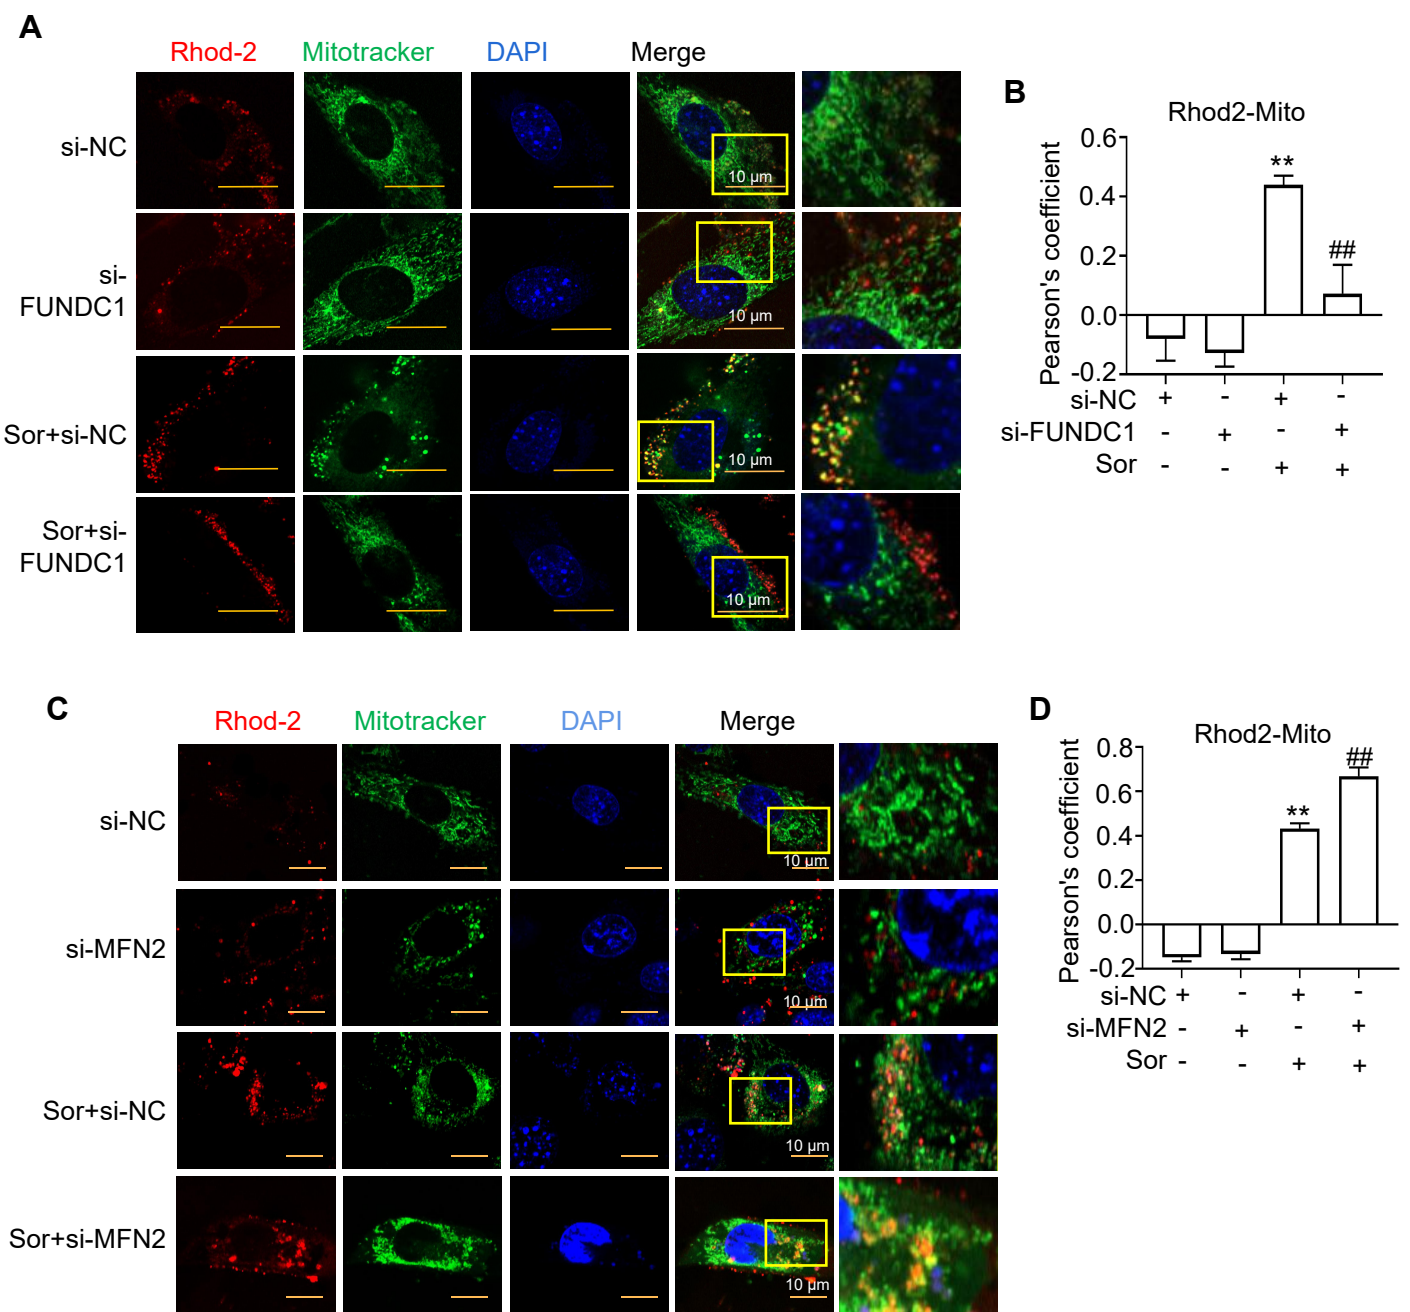 A
Rhod-2 Mitotracker DAPI Merge
si-NC
10 µm
si-
FUNDC1
10 µm
Sor+si-NC
10 µm
Sor+si-
FUNDC1
10 µm
B
Rhod2-Mito
Pearson's coefficient
0.6
0.4
0.2
0.0
-0.2
**
##
si-NC + - + -
si-FUNDC1 - + - +
Sor - - + +
C
Rhod-2 Mitotracker DAPI Merge
si-NC
10 µm
si-MFN2
10 µm
Sor+si-NC
10 µm
Sor+si-MFN2
10 µm
D
Rhod2-Mito
Pearson's coefficient
0.8
0.6
0.4
0.2
0.0
-0.2
**
##
si-NC + - + -
si-MFN2 - + - +
Sor - - + +